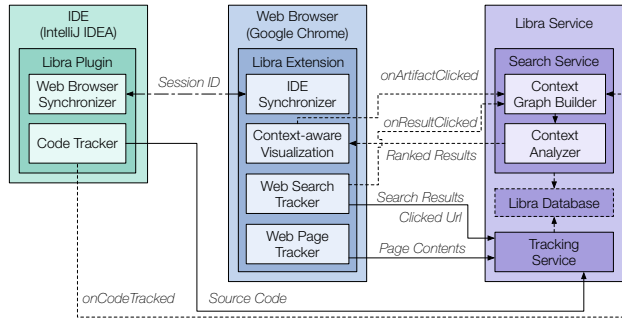 IDE
(IntelliJ IDEA)
Libra Plugin
Web Browser
Synchronizer
Code Tracker
Session ID
Web Browser
(Google Chrome)
Libra Extension
IDE
Synchronizer
Context-aware
Visualization
Web Search
Tracker
Web Page
Tracker
onArtifactClicked
onResultClicked
Ranked Results
Search Results
Clicked Url
Page Contents
Libra Service
Search Service
Context
Graph Builder
Context
Analyzer
Libra Database
Tracking
Service
onCodeTracked
Source Code